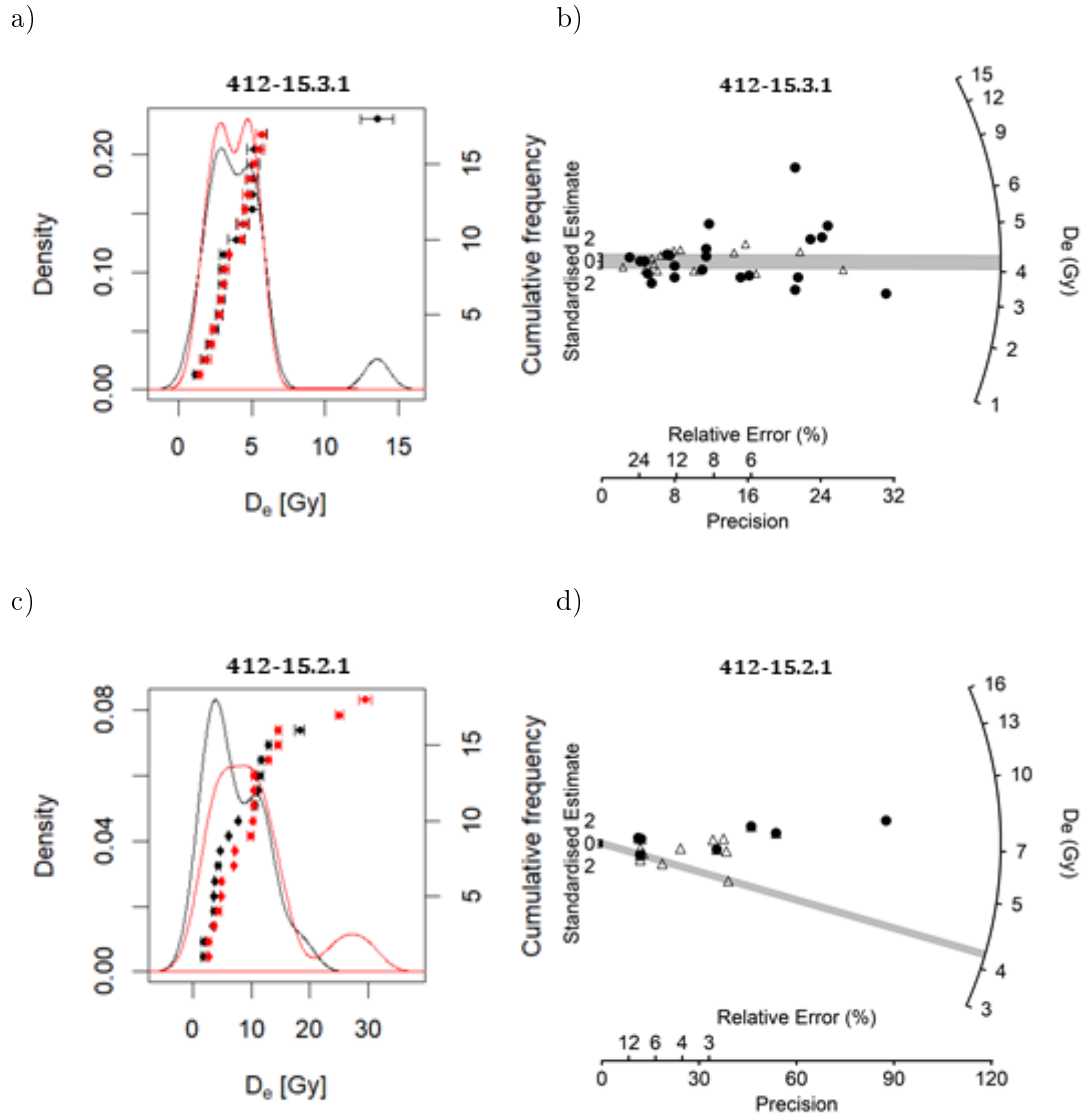 a)
412-15.3.1
Density
0.00 0.10 0.20
Cumulative frequency
5 10 15
0 5 10 15
De [Gy]
b)
412-15.3.1
Standardised Estimate
2
0
2
15
12
9
6
5
4
3
2
1
De (Gy)
Relative Error (%)
24 12 8 6
0 8 16 24 32
Precision
c)
412-15.2.1
Density
0.00 0.04 0.08
Cumulative frequency
5 10 15
0 10 20 30
De [Gy]
d)
412-15.2.1
Standardised Estimate
2
0
2
16
13
10
7
5
4
3
De (Gy)
Relative Error (%)
12 6 4 3
0 30 60 90 120
Precision